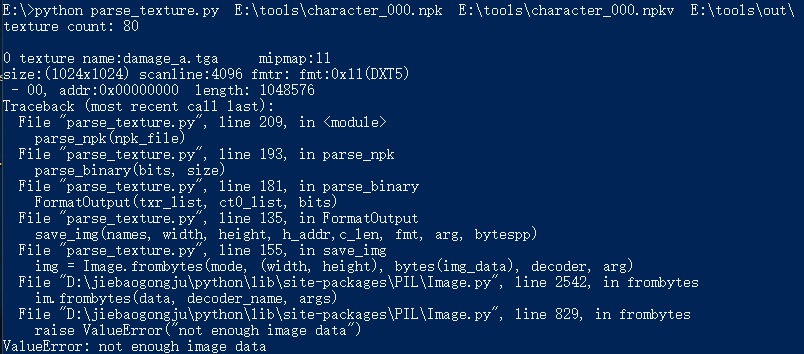 E:\>python parse_texture.py  E:\tools\character_000.npk  E:\tools\character_000.npkv  E:\tools\out\
texture count: 80
0 texture name:damage_a.tga     mipmap:11
size:(1024x1024) scanline:4096 fmtr: fmt:0x11(DXT5)
 - 00, addr:0x00000000  length: 1048576
Traceback (most recent call last):
  File "parse_texture.py", line 209, in <module>
    parse_npk(npk_file)
  File "parse_texture.py", line 193, in parse_npk
    parse_binary(bits, size)
  File "parse_texture.py", line 181, in parse_binary
    FormatOutput(txr_list, ct0_list, bits)
  File "parse_texture.py", line 135, in FormatOutput
    save_img(names, width, height, h_addr,c_len, fmt, arg, bytespp)
  File "parse_texture.py", line 155, in save_img
    img = Image.frombytes(mode, (width, height), bytes(img_data), decoder, arg)
  File "D:\jiebaogongju\python\lib\site-packages\PIL\Image.py", line 2542, in frombytes
    im.frombytes(data, decoder_name, args)
  File "D:\jiebaogongju\python\lib\site-packages\PIL\Image.py", line 829, in frombytes
    raise ValueError("not enough image data")
ValueError: not enough image data